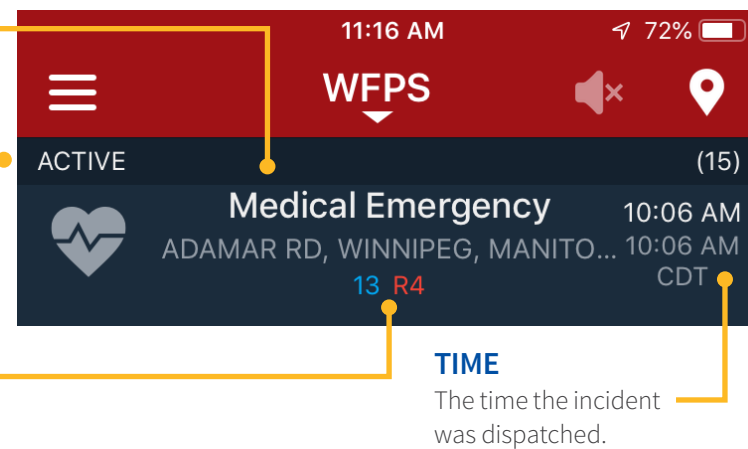 11:16 AM 72%
WFPS
ACTIVE (15)
Medical Emergency 10:06 AM
ADAMAR RD, WINNIPEG, MANITO... 10:06 AM
13 R4 CDT
TIME
The time the incident
was dispatched.